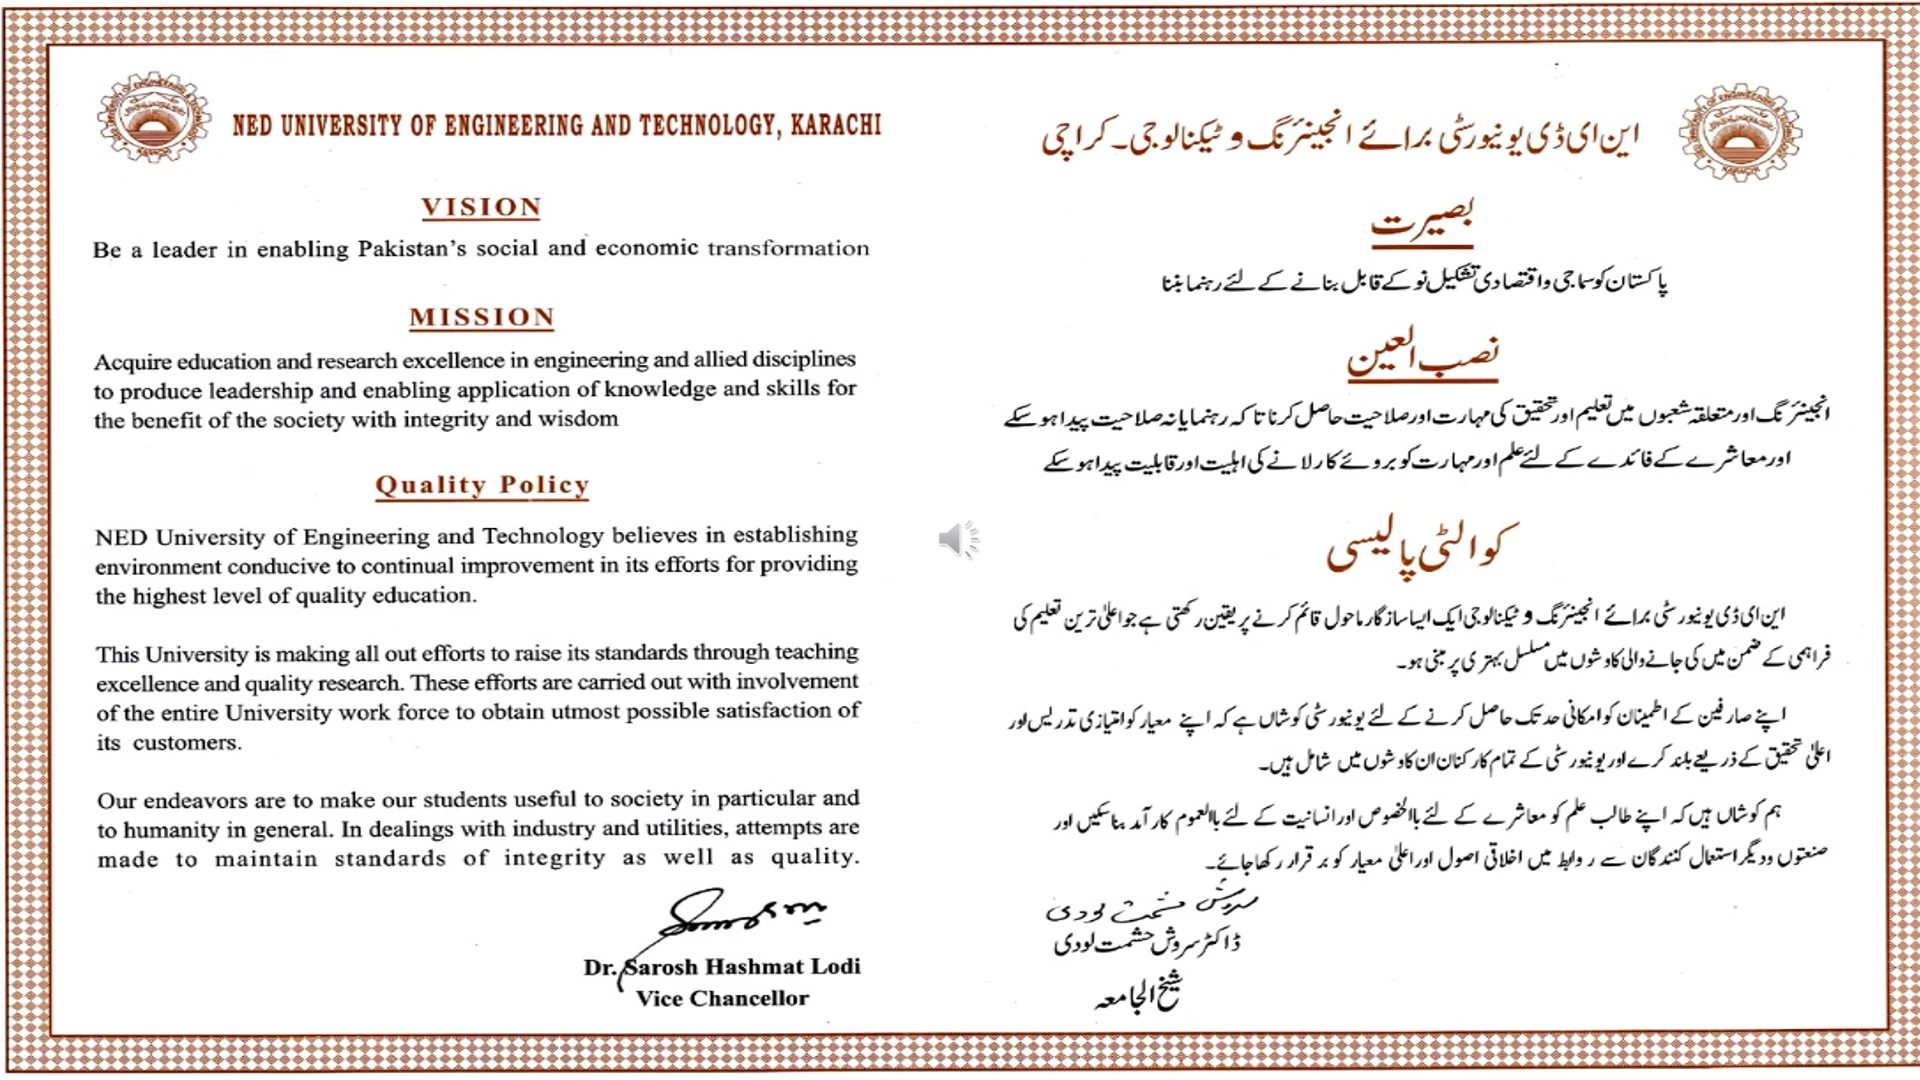 NED UNIVERSITY OF ENGINEERING AND TECHNOLOGY, KARACHI
VISION
Be a leader in enabling Pakistan's social and economic transformation
MISSION
Acquire education and research excellence in engineering and allied disciplines
to produce leadership and enabling application of knowledge and skills for
the benefit of the society with integrity and wisdom
Quality Policy
NED University of Engineering and Technology believes in establishing
environment conducive to continual improvement in its efforts for providing
the highest level of quality education.
This University is making all out efforts to raise its standards through teaching
excellence and quality research. These efforts are carried out with involvement
of the entire University work force to obtain utmost possible satisfaction of
its customers.
Our endeavors are to make our students useful to society in particular and
to humanity in general. In dealings with industry and utilities, attempts are
made to maintain standards of integrity as well as quality.
Dr. Sarosh Hashmat Lodi
Vice Chancellor
این ای ڈی یونیورسٹی برائے انجینئرنگ و ٹیکنالوجی۔ کراچی
بصیرت
پاکستان کو سماجی و اقتصادی تشکیل نو کے قابل بنانے کے لئے رہنما بننا
نصب العین
انجینئرنگ اور متعلقہ شعبوں میں تعلیم اور تحقیق کی مہارت اور صلاحیت حاصل کرنا تا کہ رہنمایانہ صلاحیت پیدا ہو سکے
اور معاشرے کے فائدے کے لئے علم اور مہارت کو بروئے کار لانے کی اہلیت اور قابلیت پیدا ہو سکے
کوالٹی پالیسی
این ای ڈی یونیورسٹی برائے انجینئرنگ و ٹیکنالوجی ایک ایسا سازگار ماحول قائم کرنے پر یقین رکھتی ہے جو اعلیٰ ترین تعلیم کی
فراہمی کے ضمن میں کی جانے والی کاوشوں میں مسلسل بہتری پر مبنی ہو۔
اپنے صارفین کے اطمینان کو امکانی حد تک حاصل کرنے کے لئے یونیورسٹی کوشاں ہے کہ اپنے معیار کو امتیازی تدریس اور
اعلیٰ تحقیق کے ذریعے بلند کرے اور یونیورسٹی کے تمام کارکنان ان کاوشوں میں شامل ہیں۔
ہم کوشاں ہیں کہ اپنے طالب علم کو معاشرے کے لئے باالخصوص اور انسانیت کے لئے باالعموم کارآمد بنا سکیں اور
صنعتوں و دیگر استعمال کنندگان سے روابط میں اخلاقی اصول اور اعلیٰ معیار کو برقرار رکھا جائے۔
سروش حشمت لودی
ڈاکٹر سروش حشمت لودی
شیخ الجامعہ